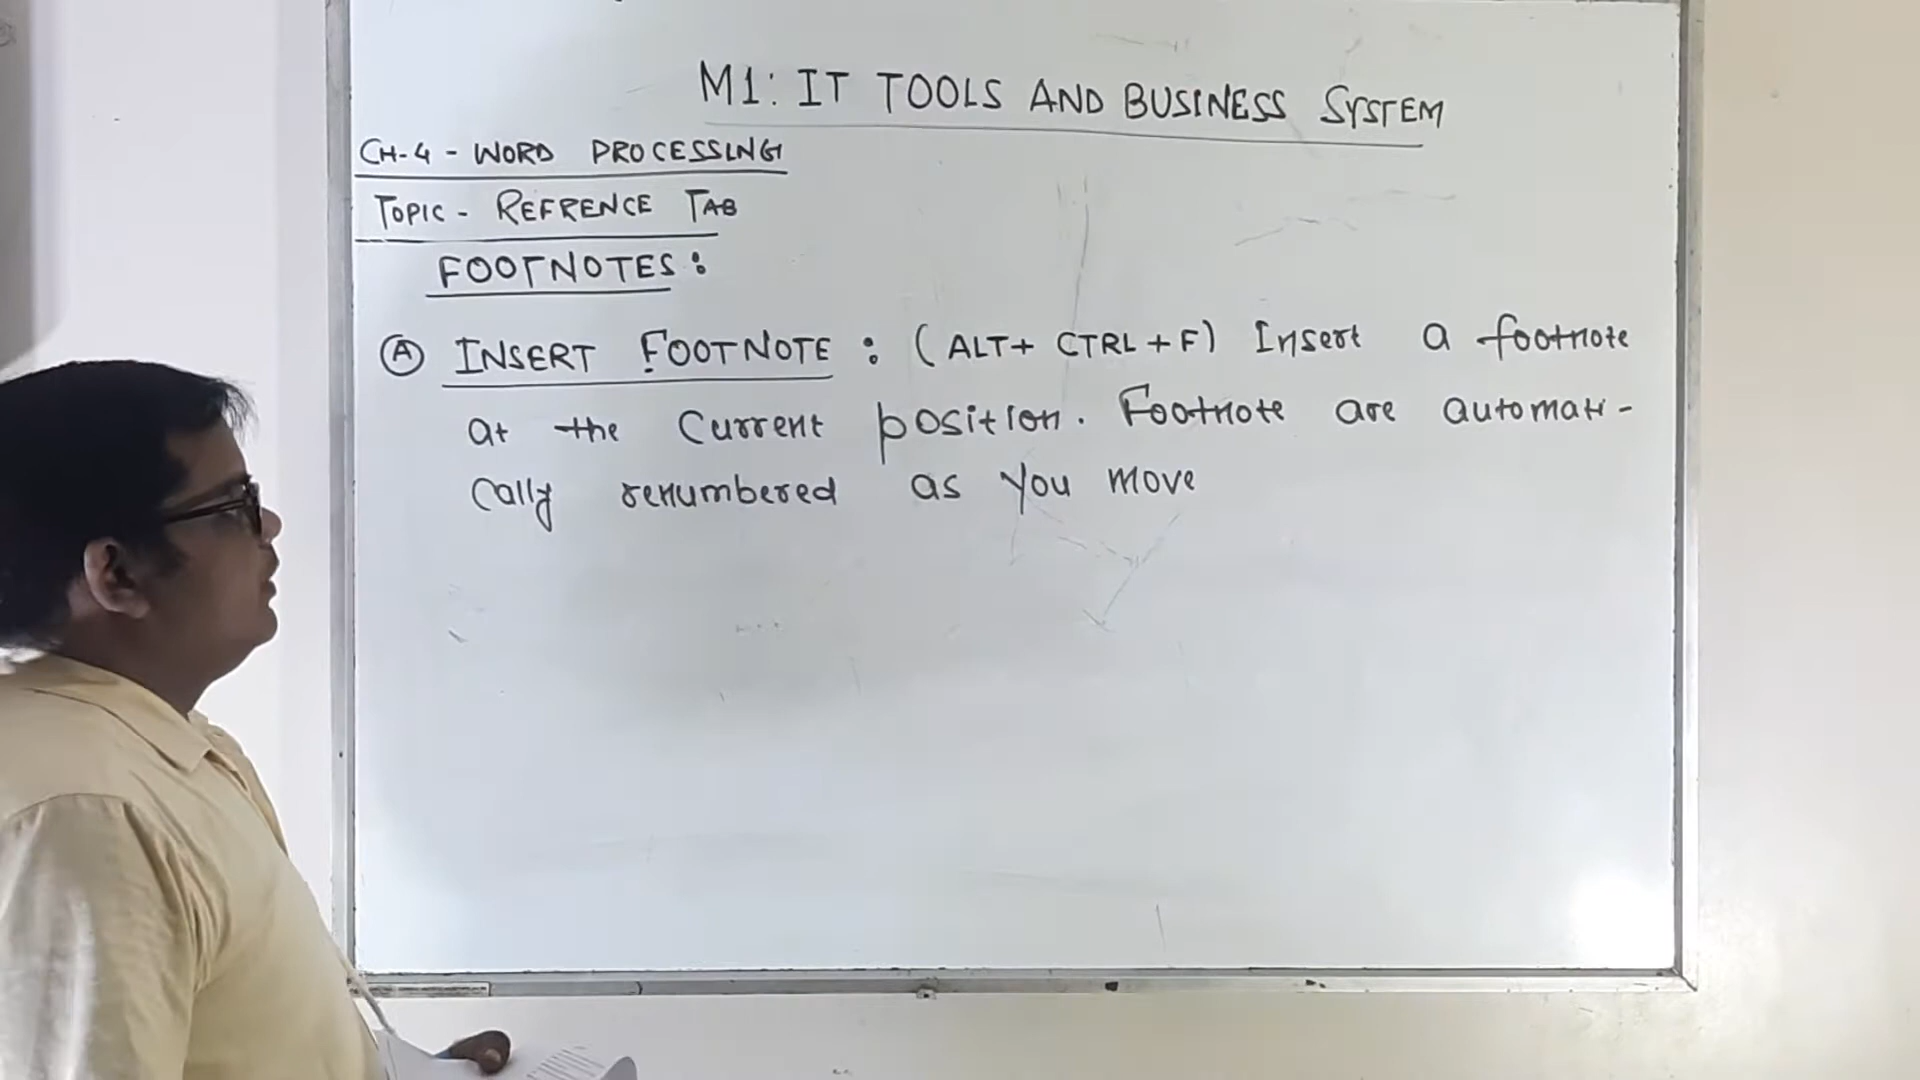 M1: IT TOOLS AND BUSINESS SYSTEM
CH-4 - WORD PROCESSING
TOPIC - REFRENCE TAB
FOOTNOTES:
(A) INSERT FOOTNOTE : (ALT+ CTRL + F) Insert a footnote
at the Current position. Footnote are automati-
cally renumbered as you move